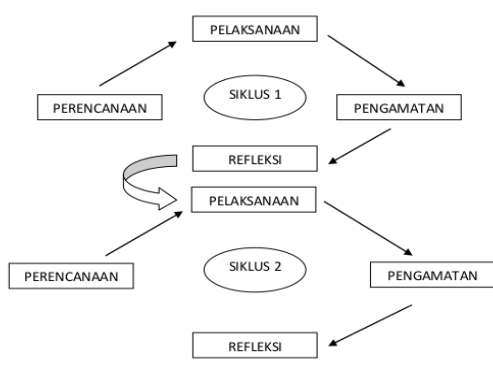 PELAKSANAAN
SIKLUS 1
PERENCANAAN
PENGAMATAN
REFLEKSI
PELAKSANAAN
SIKLUS 2
PERENCANAAN
PENGAMATAN
REFLEKSI